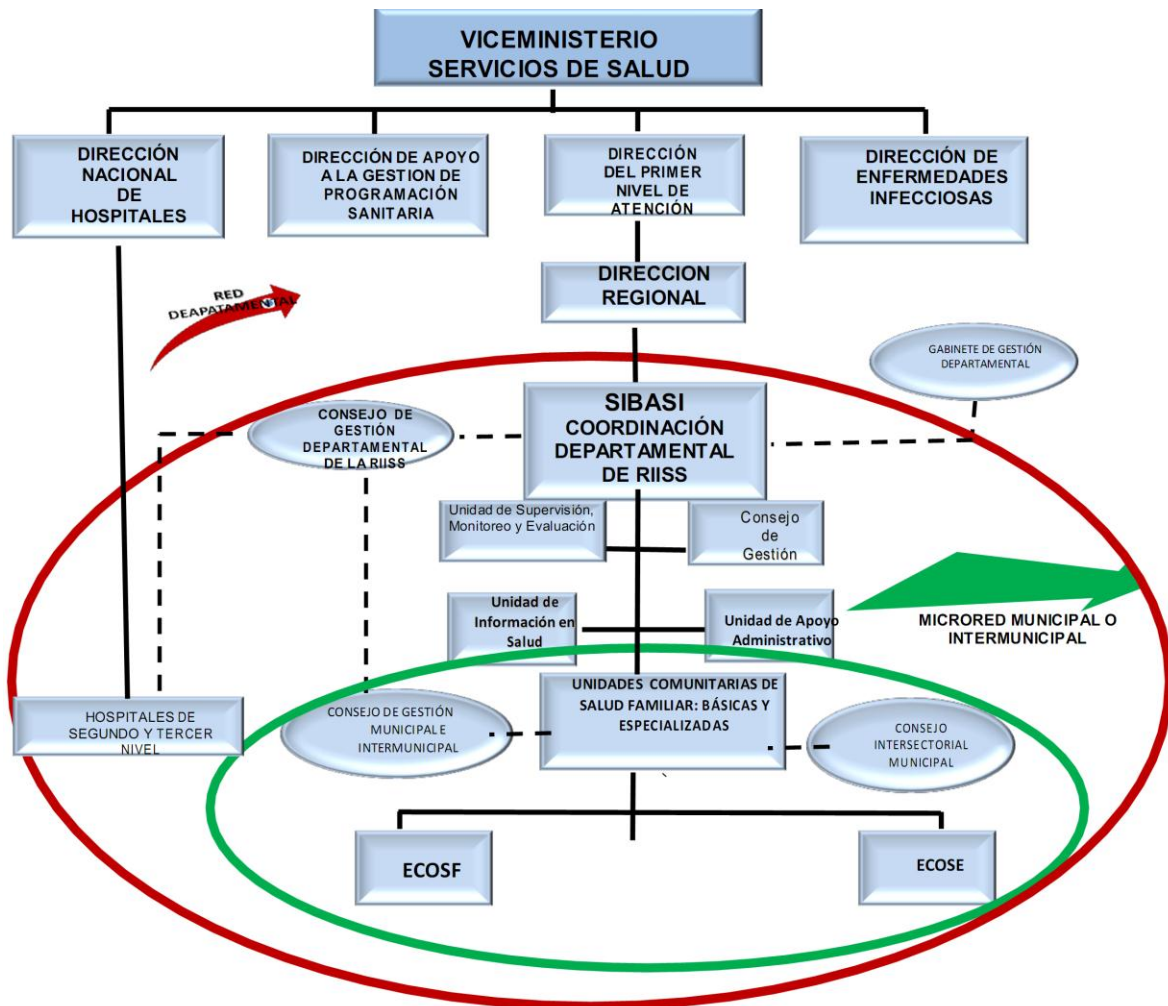 VICEMINISTERIO
SERVICIOS DE SALUD
DIRECCIÓN
NACIONAL
DE
HOSPITALES
DIRECCIÓN DE APOYO
A LA GESTION DE
PROGRAMACIÓN
SANITARIA
DIRECCIÓN
DEL PRIMER
NIVEL DE
ATENCIÓN
DIRECCIÓN DE
ENFERMEDADES
INFECCIOSAS
DIRECCION
REGIONAL
RED
DEAPATAMENTAL
GABINETE DE GESTIÓN
DEPARTAMENTAL
CONSEJO DE
GESTIÓN
DEPARTAMENTAL
DE LA RIISS
SIBASI
COORDINACIÓN
DEPARTAMENTAL
DE RIISS
Unidad de Supervisión,
Monitoreo y Evaluación
Consejo
de
Gestión
Unidad de
Información en
Salud
Unidad de Apoyo
Administrativo
MICRORED MUNICIPAL O
INTERMUNICIPAL
HOSPITALES DE
SEGUNDO Y TERCER
NIVEL
CONSEJO DE GESTIÓN
MUNICIPAL E
INTERMUNICIPAL
UNIDADES COMUNITARIAS DE
SALUD FAMILIAR: BÁSICAS Y
ESPECIALIZADAS
CONSEJO
INTERSECTORIAL
MUNICIPAL
ECOSF
ECOSE